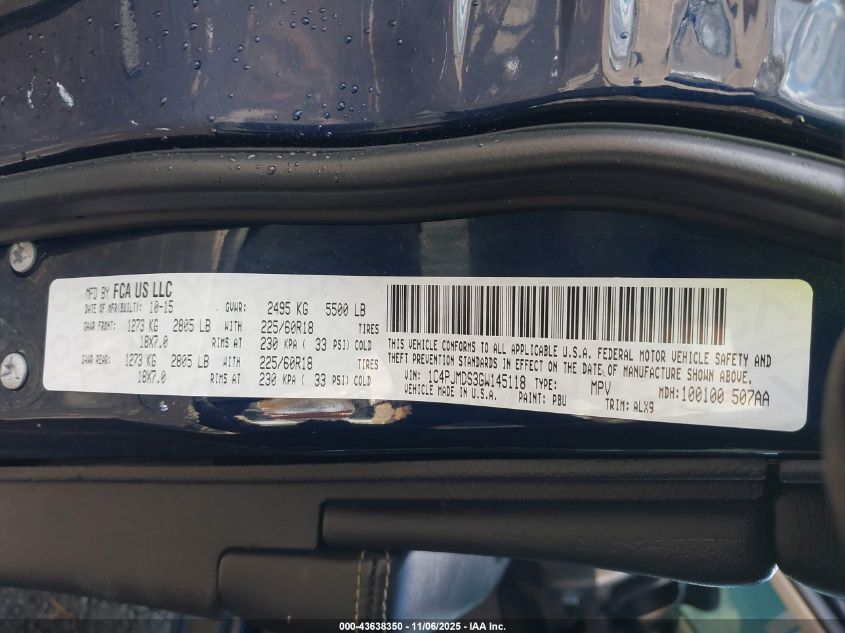 MFD BY FCA US LLC
DATE OF MFR(BUILT): 10-15 GVWR: 2495 KG 5500 LB
GAWR FRONT: 1273 KG 2805 LB WITH 225/60R18 TIRES
18X7.0 RIMS AT 230 KPA ( 33 PSI) COLD
GAWR REAR: 1273 KG 2805 LB WITH 225/60R18 TIRES
18X7.0 RIMS AT 230 KPA ( 33 PSI) COLD
THIS VEHICLE CONFORMS TO ALL APPLICABLE U.S.A. FEDERAL MOTOR VEHICLE SAFETY AND
THEFT PREVENTION STANDARDS IN EFFECT ON THE DATE OF MANUFACTURE SHOWN ABOVE.
VIN: 1C4PJMDS3GW145118 TYPE: MPV MDH:100100 507AA
VEHICLE MADE IN U.S.A. PAINT: PBU TRIM: ALX9
000-43638350 - 11/06/2025 - IAA Inc.